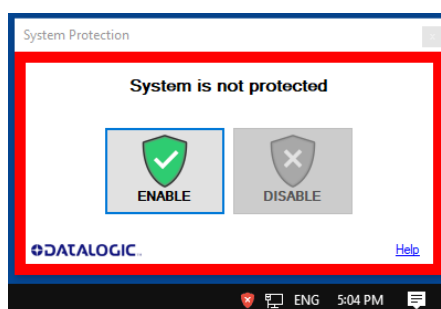 System Protection
System is not protected
ENABLE
DISABLE
DATALOGIC
Help
ENG 5:04 PM